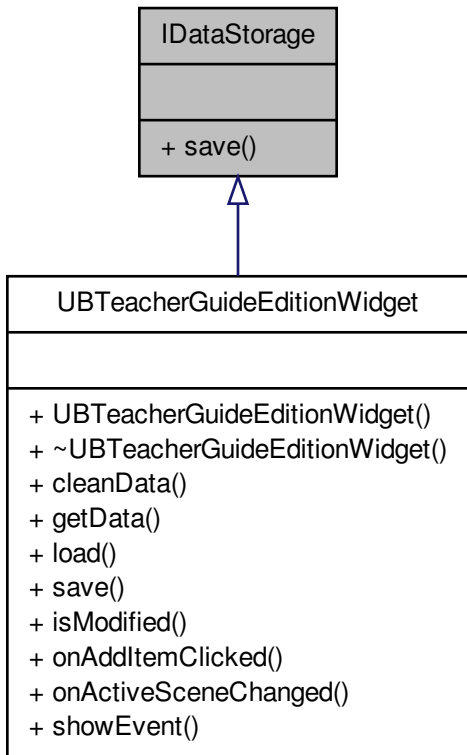 IDataStorage
+ save()
UBTeacherGuideEditionWidget
+ UBTeacherGuideEditionWidget()
+ ~UBTeacherGuideEditionWidget()
+ cleanData()
+ getData()
+ load()
+ save()
+ isModified()
+ onAddItemClicked()
+ onActiveSceneChanged()
+ showEvent()